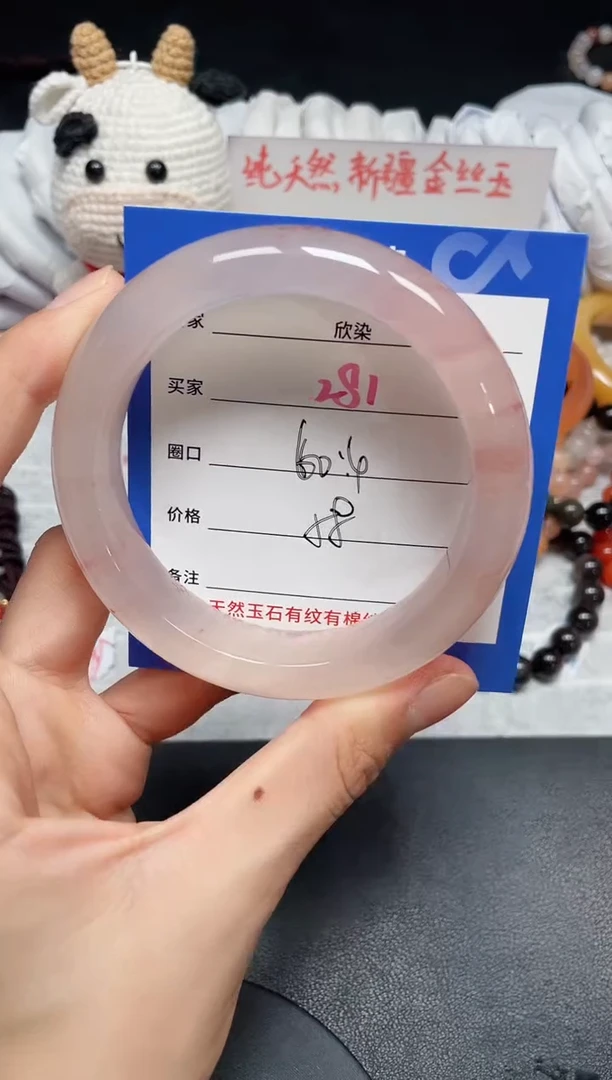 纯天然新疆金丝玉
家 欣染
买家 281
圈口 60.4
价格 88
备注
天然玉石有纹有棉